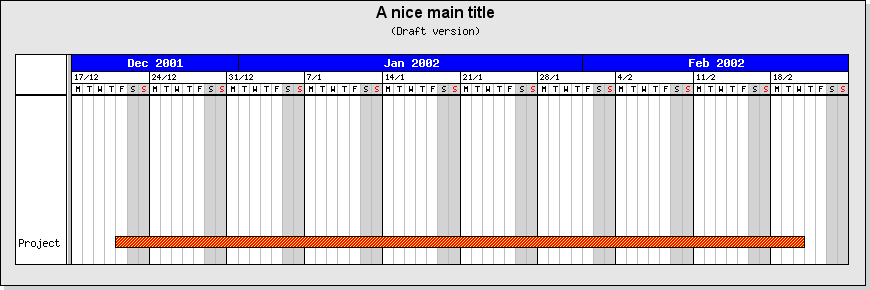 A nice main title
(Draft version)
Dec 2001 Jan 2002 Feb 2002
17/12 24/12 31/12 7/1 14/1 21/1 28/1 4/2 11/2 18/2
M T W T F S S M T W T F S S M T W T F S S M T W T F S S M T W T F S S M T W T F S S M T W T F S S M T W T F S S M T W T F S S M T W T F S S
Project